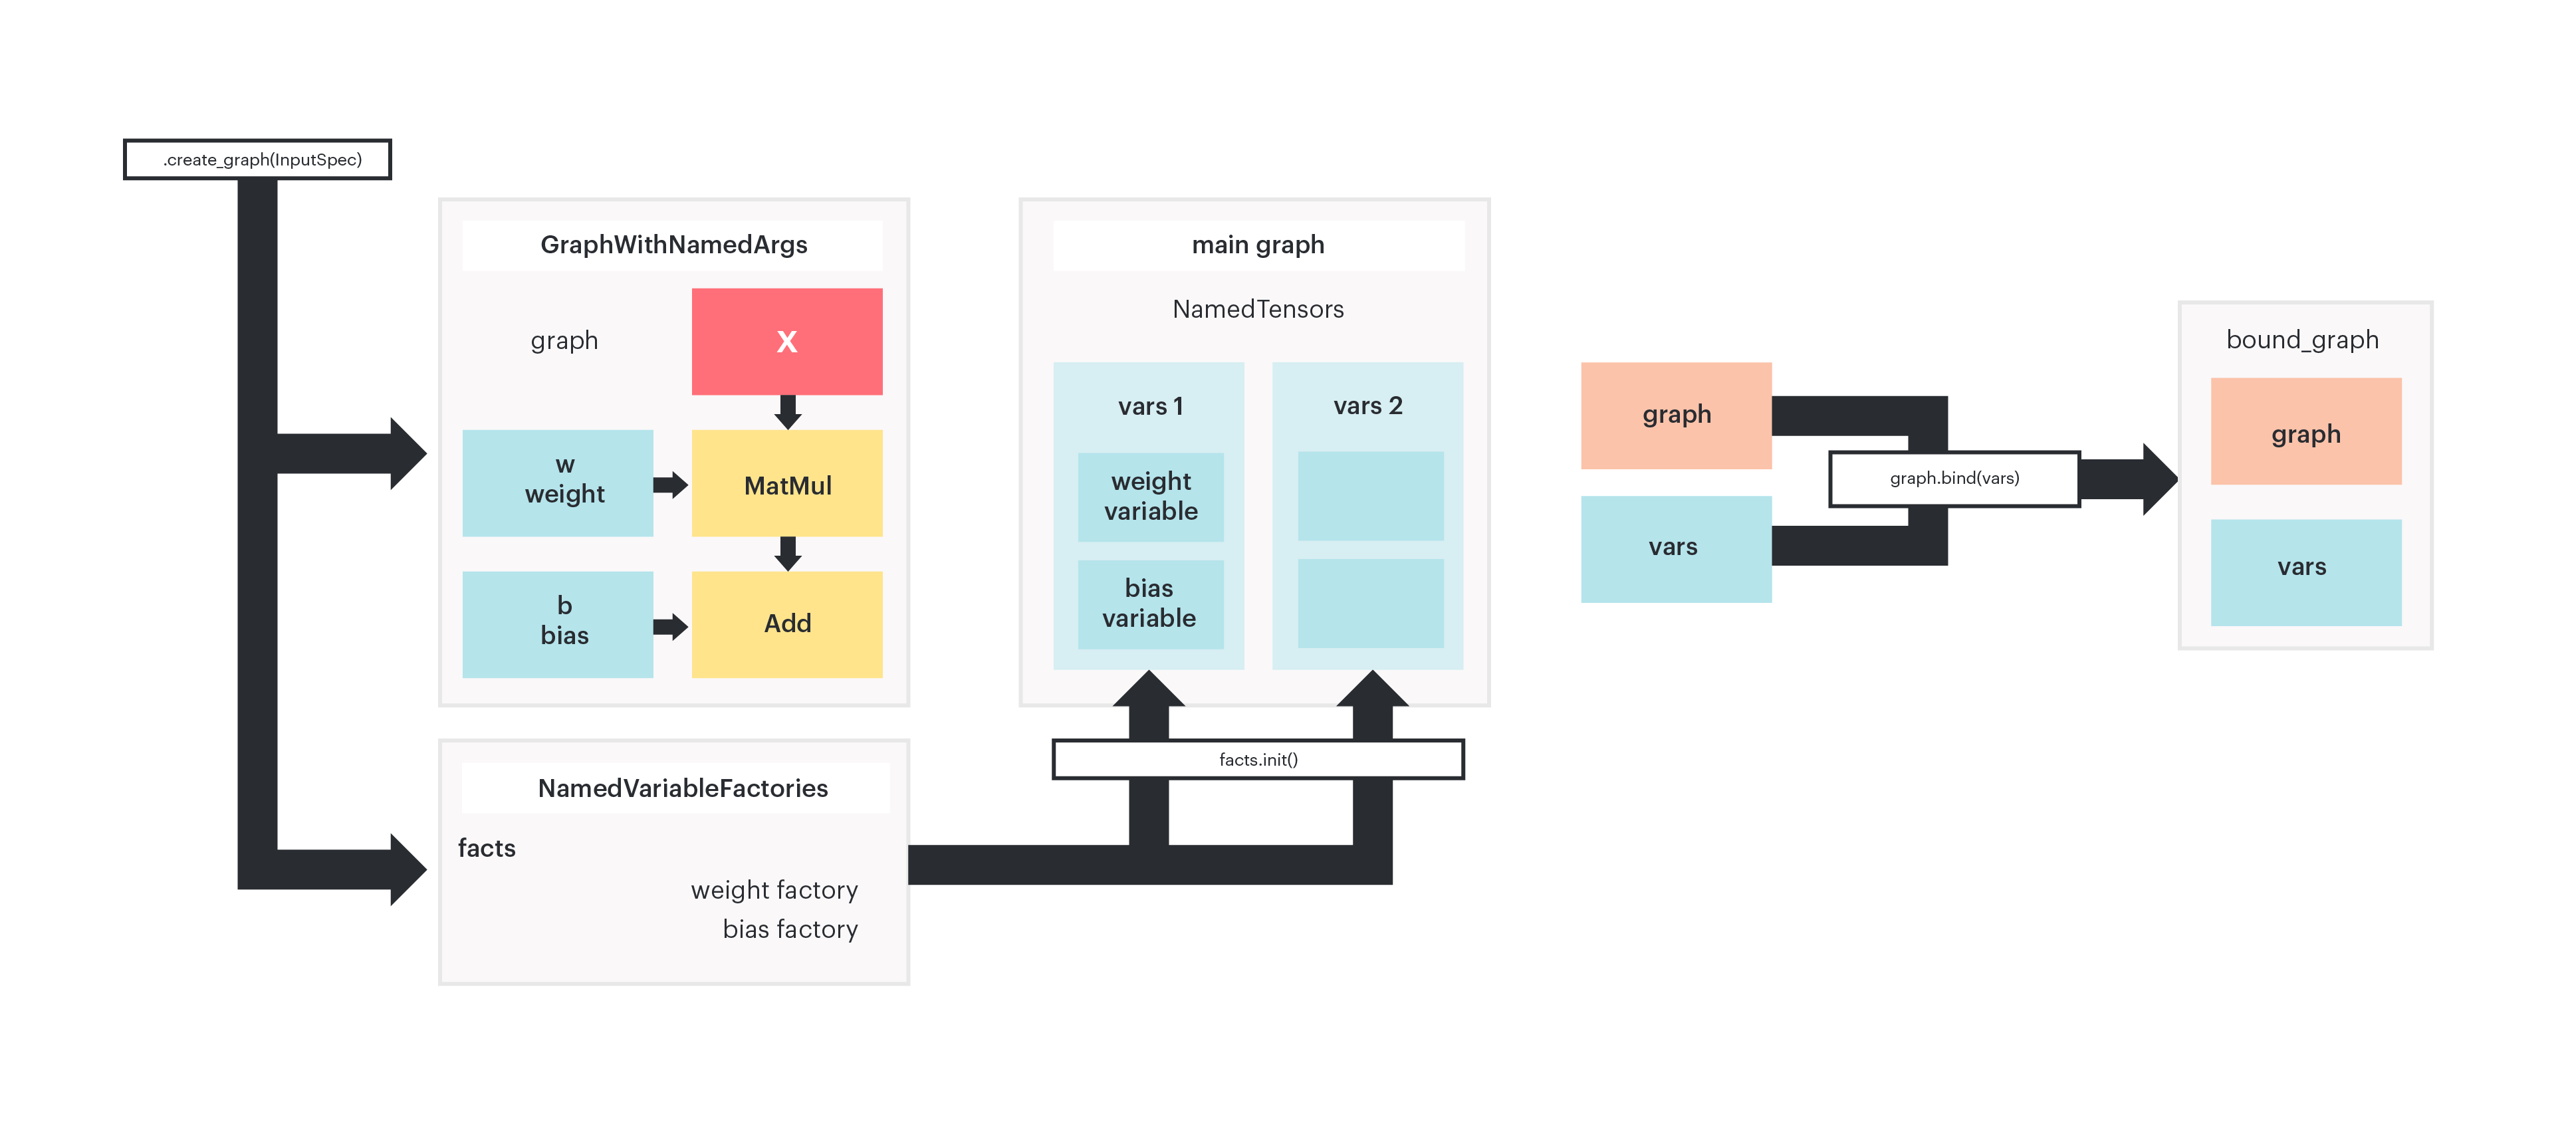 .create_graph(InputSpec)
GraphWithNamedArgs
graph
X
w
weight
MatMul
b
bias
Add
NamedVariableFactories
facts
weight factory
bias factory
main graph
NamedTensors
vars 1
weight
variable
bias
variable
vars 2
facts.init()
graph
vars
graph.bind(vars)
bound_graph
graph
vars